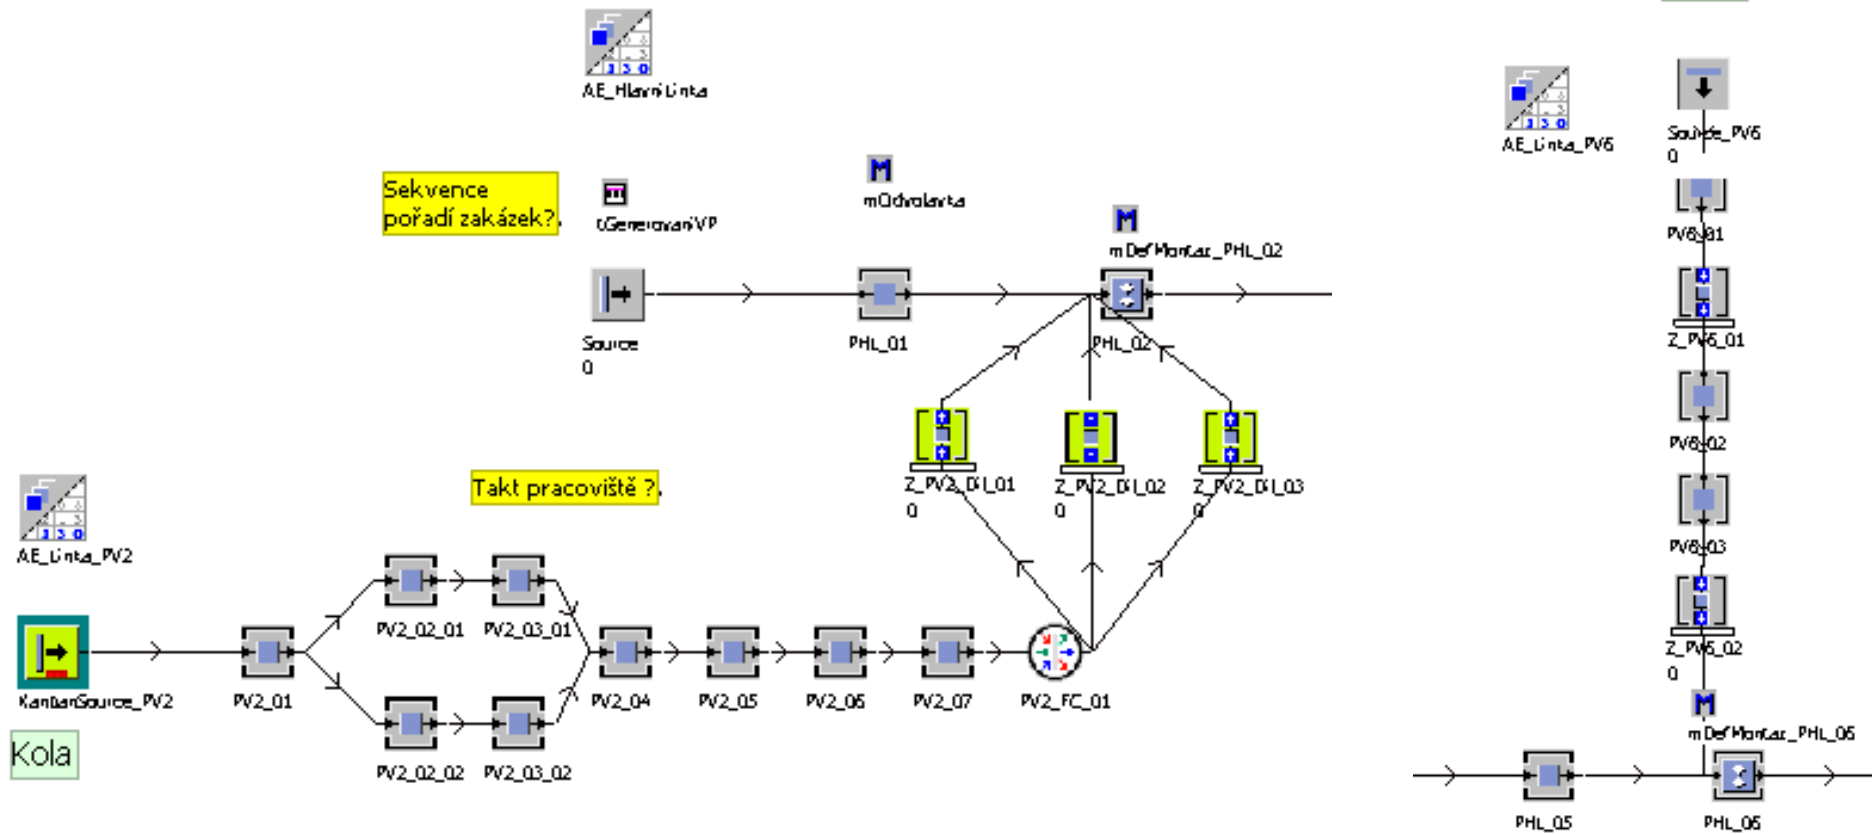 AE_HlavniLinka
AE_Linka_PV6
Source_PV6
0
Sekvence
pořadí zakázek?
tGenerovaniVP
mOdvolavka
mDefMontaz_PHL_02
PV6_01
Source
0
PHL_01
PHL_02
Z_PV6_01
Z_PV2_Dil_01
0
Z_PV2_Dil_02
0
Z_PV2_Dil_03
0
PV6_02
Takt pracoviště ?
AE_Linka_PV2
PV6_03
PV2_02_01
PV2_03_01
Z_PV6_02
0
KanbanSource_PV2
PV2_01
PV2_04
PV2_05
PV2_06
PV2_07
PV2_FC_01
mDefMontaz_PHL_06
Kola
PV2_02_02
PV2_03_02
PHL_05
PHL_06